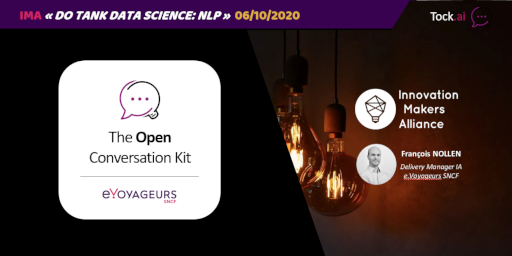 IMA « DO TANK DATA SCIENCE: NLP » 06/10/2020
Tock.ai
The Open
Conversation Kit
eVOYAGEURS
SNCF
Innovation
Makers
Alliance
François NOLLEN
Delivery Manager IA
e.Voyageurs SNCF